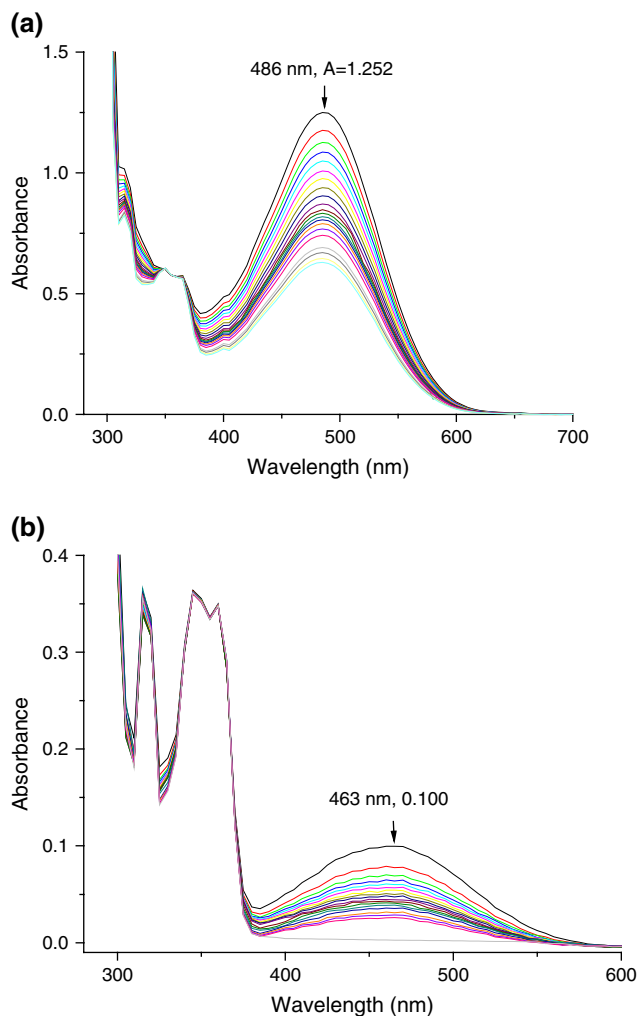 (a)
486 nm, A=1.252
1.5
1.0
0.5
0.0
Absorbance
300 400 500 600 700
Wavelength (nm)
(b)
463 nm, 0.100
0.4
0.3
0.2
0.1
0.0
Absorbance
300 400 500 600
Wavelength (nm)